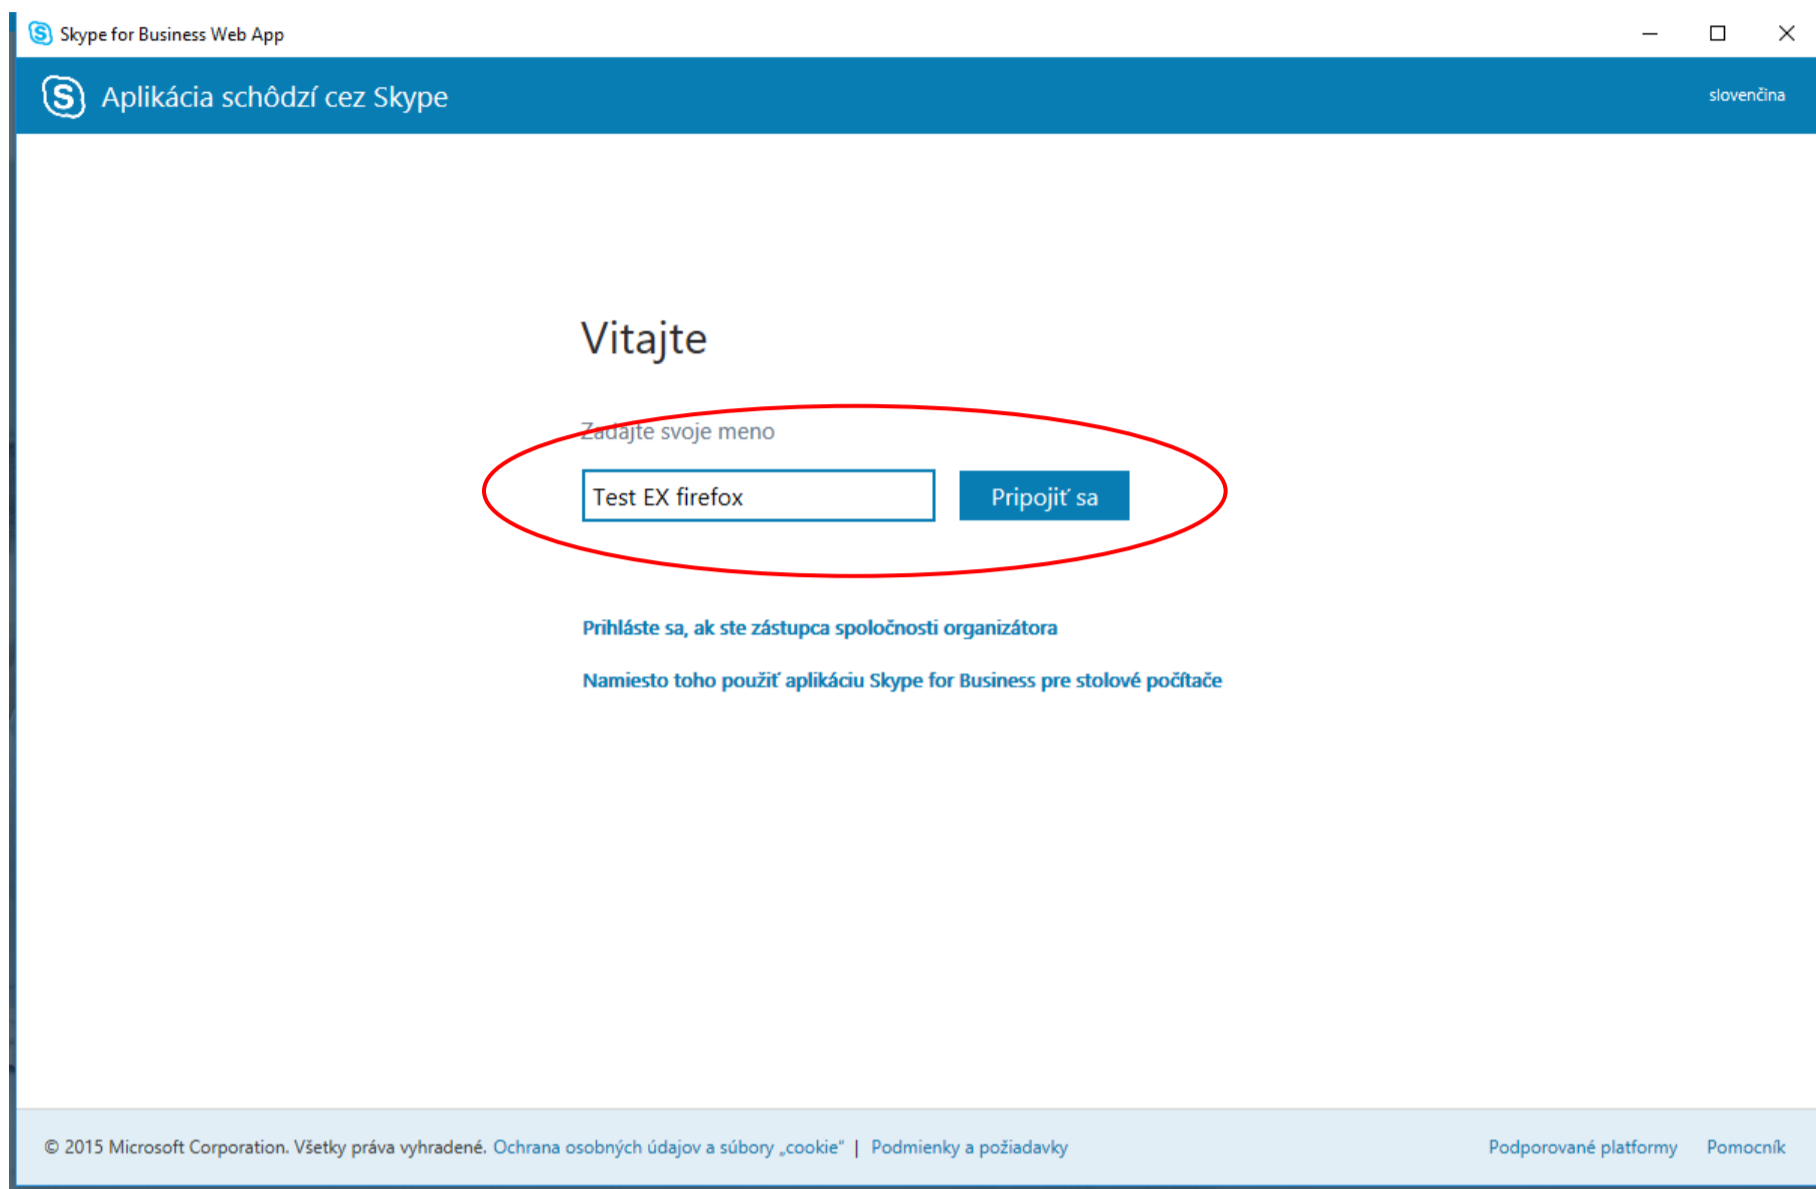 Skype for Business Web App
Aplikácia schôdzí cez Skype
slovenčina
Vitajte
Zadajte svoje meno
Test EX firefox
Pripojiť sa
Prihláste sa, ak ste zástupca spoločnosti organizátora
Namiesto toho použiť aplikáciu Skype for Business pre stolové počítače
© 2015 Microsoft Corporation. Všetky práva vyhradené. Ochrana osobných údajov a súbory „cookie“ | Podmienky a požiadavky
Podporované platformy Pomocník